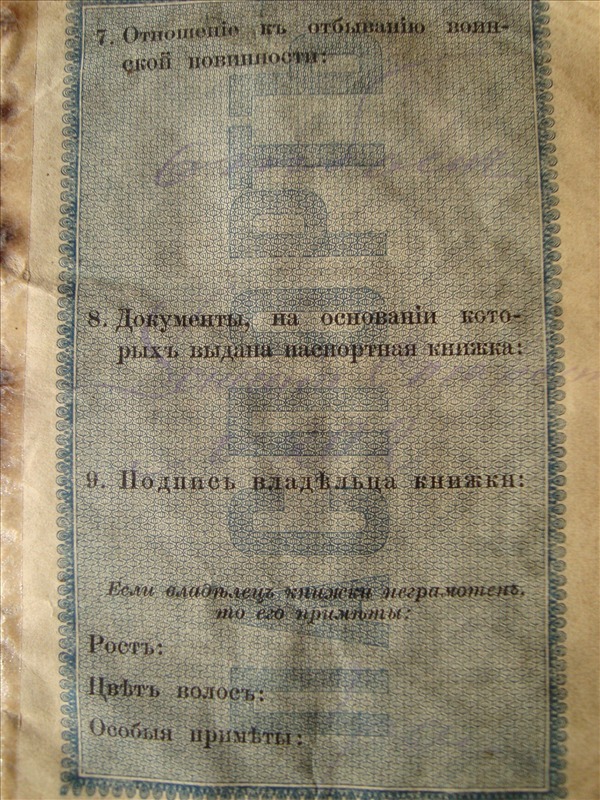 7. Отношеніе къ отбыванію воин-
ской повинности:
8. Документы, на основаніи кото-
рыхъ выдана паспортная книжка:
9. Подпись владѣльца книжки:
Если владѣлецъ книжки неграмотенъ,
то его примѣты:
Ростъ:
Цвѣтъ волосъ:
Особыя примѣты: